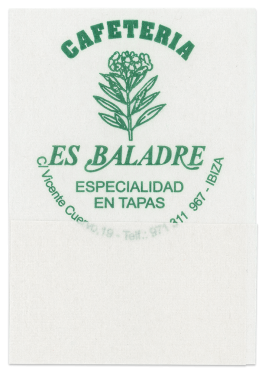 CAFETERIA
ES BALADRE
ESPECIALIDAD
EN TAPAS
C/ Vicente Cuervo, 19 - Telf.: 971 311 967 - IBIZA